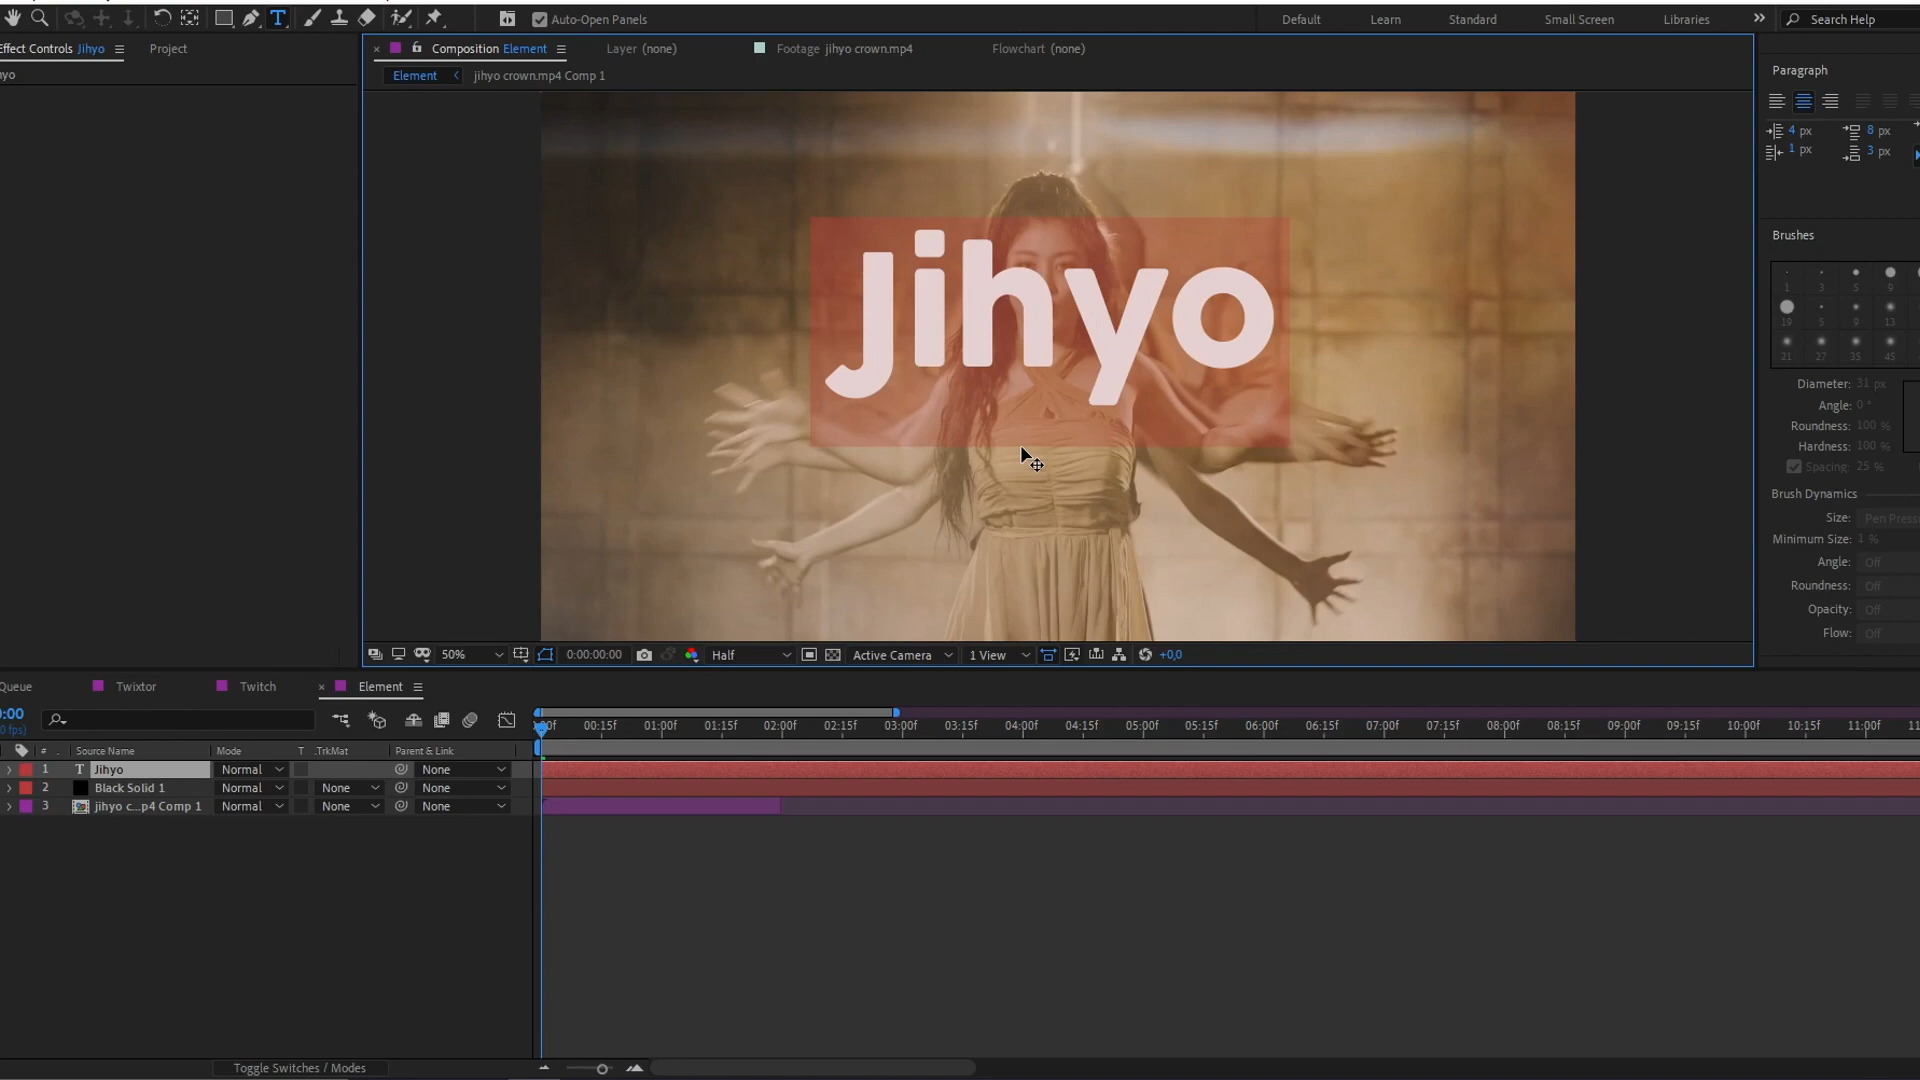 Auto-Open Panels
Default
Learn
Standard
Small Screen
Libraries
Search Help
Effect Controls Jihyo
Project
Composition Element
Layer (none)
Footage jihyo crown.mp4
Flowchart (none)
Element
jihyo crown.mp4 Comp 1
Jihyo
50%
0:00:00:00
Half
Active Camera
1 View
+0,0
Paragraph
4 px
8 px
1 px
3 px
Brushes
1
3
5
9
19
5
9
13
21
27
35
45
Diameter: 31 px
Angle: 0 °
Roundness: 100 %
Hardness: 100 %
Spacing: 25 %
Brush Dynamics
Size: Pen Press
Minimum Size: 1 %
Angle: Off
Roundness: Off
Opacity: Off
Flow: Off
Queue
Twixtor
Twitch
Element
0:00
0 fps)
# . Source Name
Mode
T .TrkMat
Parent & Link
00f 00:15f 01:00f 01:15f 02:00f 02:15f 03:00f 03:15f 04:00f 04:15f 05:00f 05:15f 06:00f 06:15f 07:00f 07:15f 08:00f 08:15f 09:00f 09:15f 10:00f 10:15f 11:00f 11
1 T Jihyo Normal None
2 Black Solid 1 Normal None None
3 jihyo c...p4 Comp 1 Normal None None
Toggle Switches / Modes